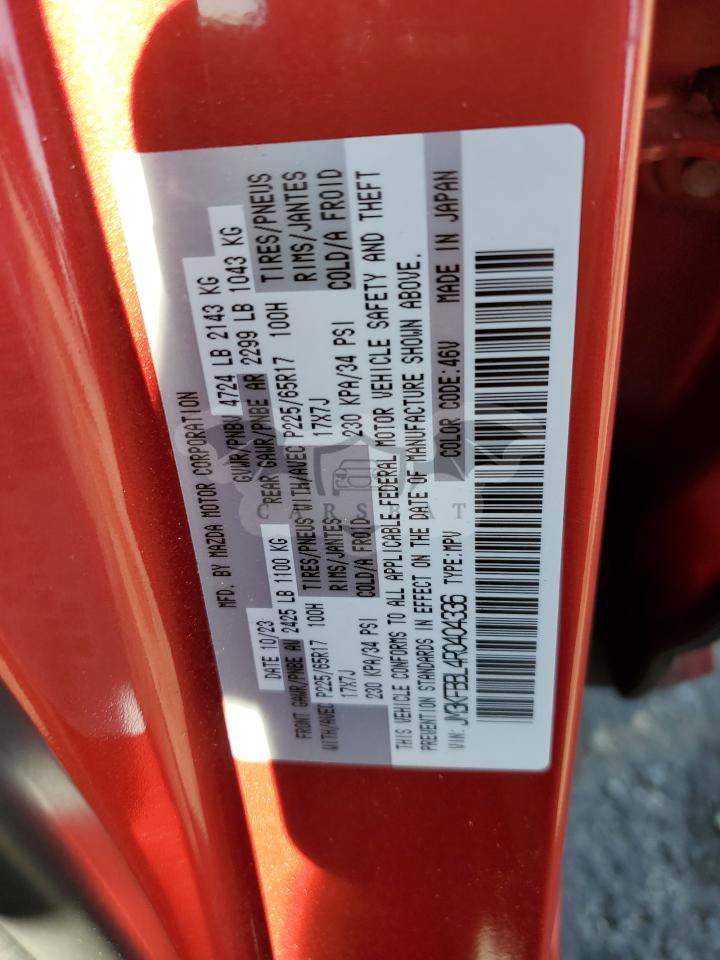 MFD. BY MAZDA MOTOR CORPORATION
DATE 10/23 GVWR/PNBV 4724 LB 2143 KG
FRONT GAWR/PNBE AV 2425 LB 1100 KG REAR GAWR/PNBE AR 2299 LB 1043 KG
WITH/AVEC P225/65R17 100H TIRES/PNEUS WITH/AVEC P225/65R17 100H TIRES/PNEUS
17X7J RIMS/JANTES 17X7J RIMS/JANTES
230 KPA/34 PSI COLD/A FROID 230 KPA/34 PSI COLD/A FROID
THIS VEHICLE CONFORMS TO ALL APPLICABLE FEDERAL MOTOR VEHICLE SAFETY AND THEFT
PREVENTION STANDARDS IN EFFECT ON THE DATE OF MANUFACTURE SHOWN ABOVE.
VIN: JM3KFBBL4R0404336 TYPE:MPV COLOR CODE:46V MADE IN JAPAN
CARSBAT